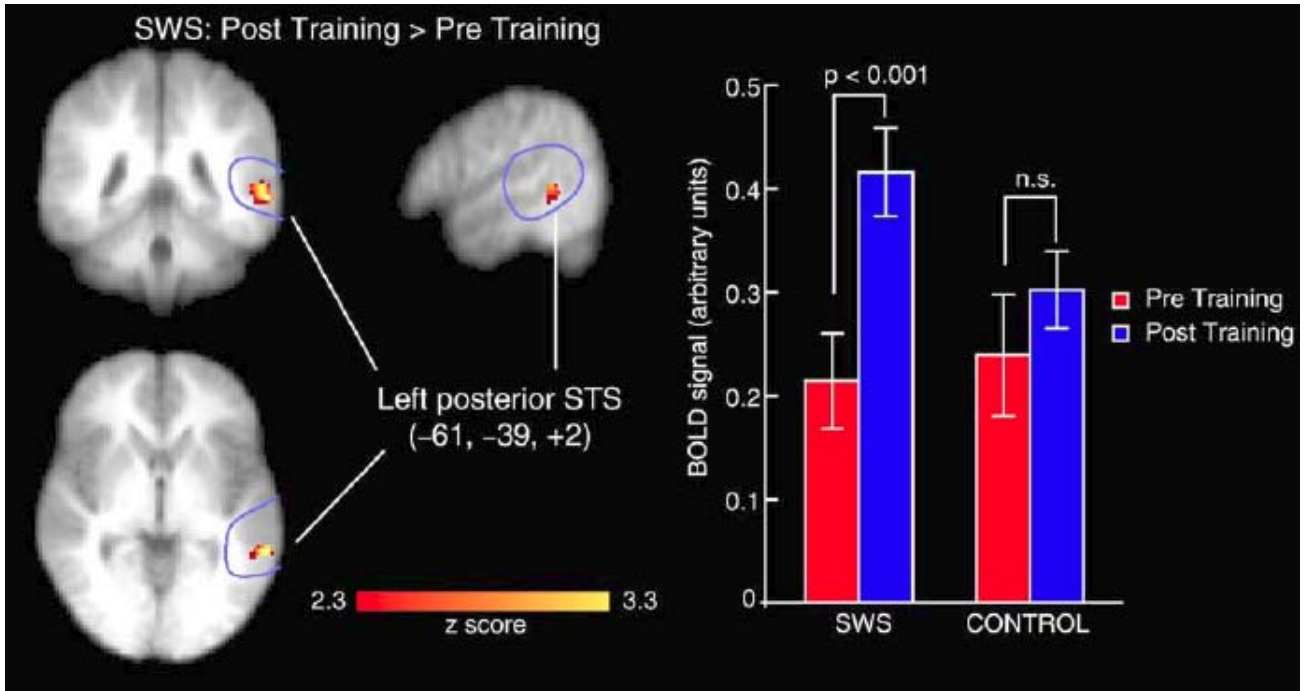 SWS: Post Training > Pre Training
Left posterior STS
(–61, –39, +2)
2.3
3.3
z score
p < 0.001
n.s.
0.5
0.4
0.3
0.2
0.1
0
BOLD signal (arbitrary units)
SWS
CONTROL
Pre Training
Post Training